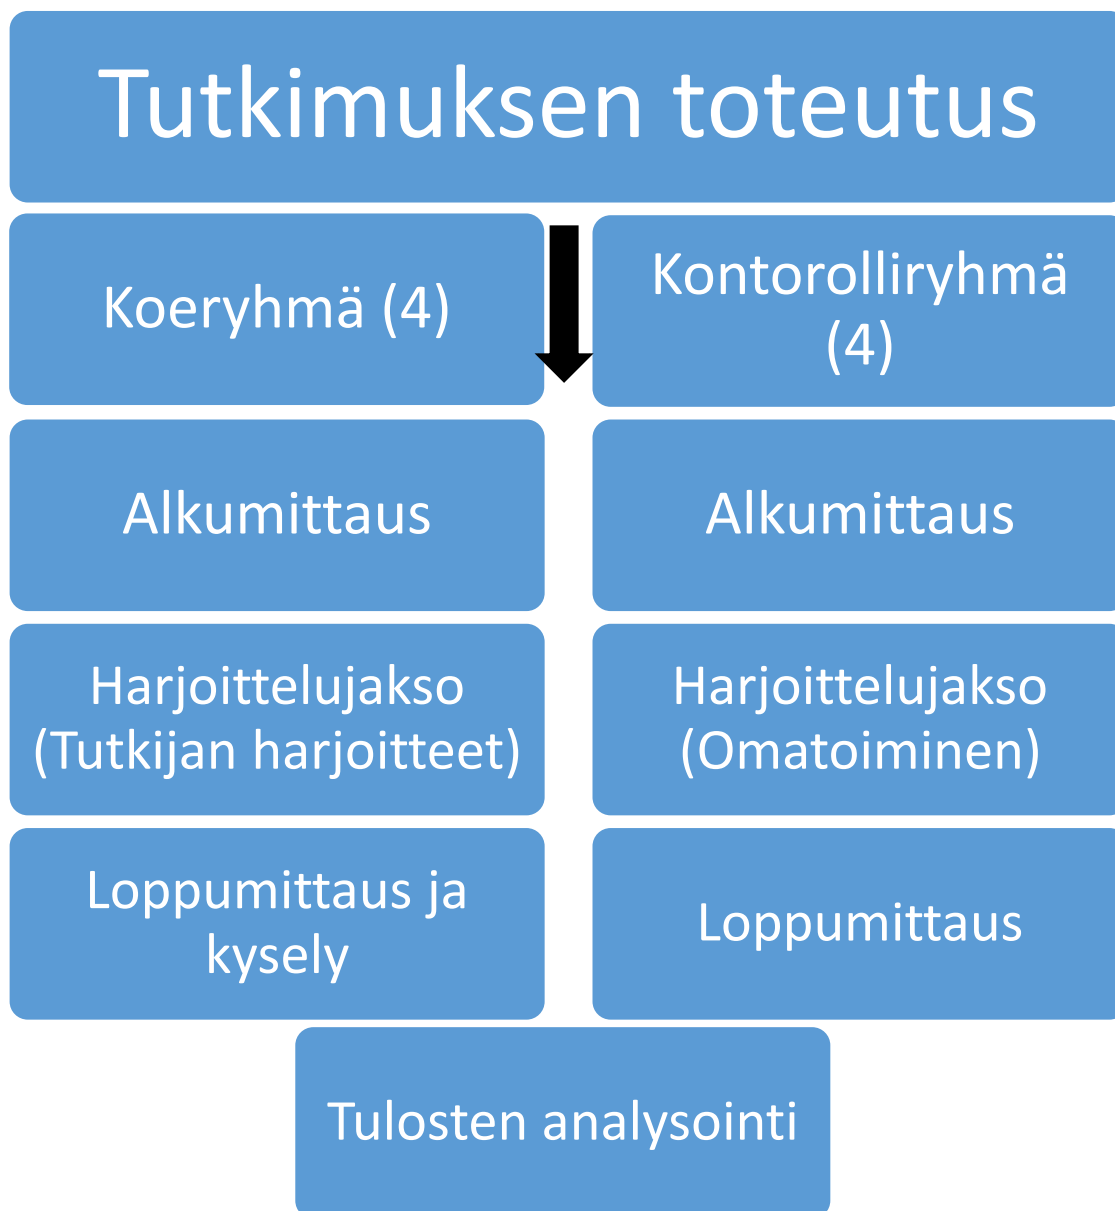 Tutkimuksen toteutus
Koeryhmä (4)
Kontorolliryhmä
(4)
Alkumittaus
Alkumittaus
Harjoittelujakso
(Tutkijan harjoitteet)
Harjoittelujakso
(Omatoiminen)
Loppumittaus ja
kysely
Loppumittaus
Tulosten analysointi